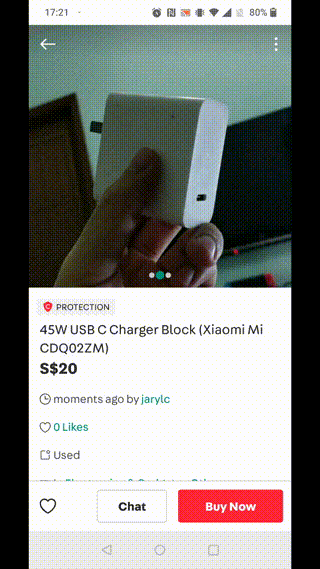 17:21
80%
PROTECTION
45W USB C Charger Block (Xiaomi Mi
CDQ02ZM)
S$20
moments ago by jarylc
0 Likes
Used
Chat
Buy Now